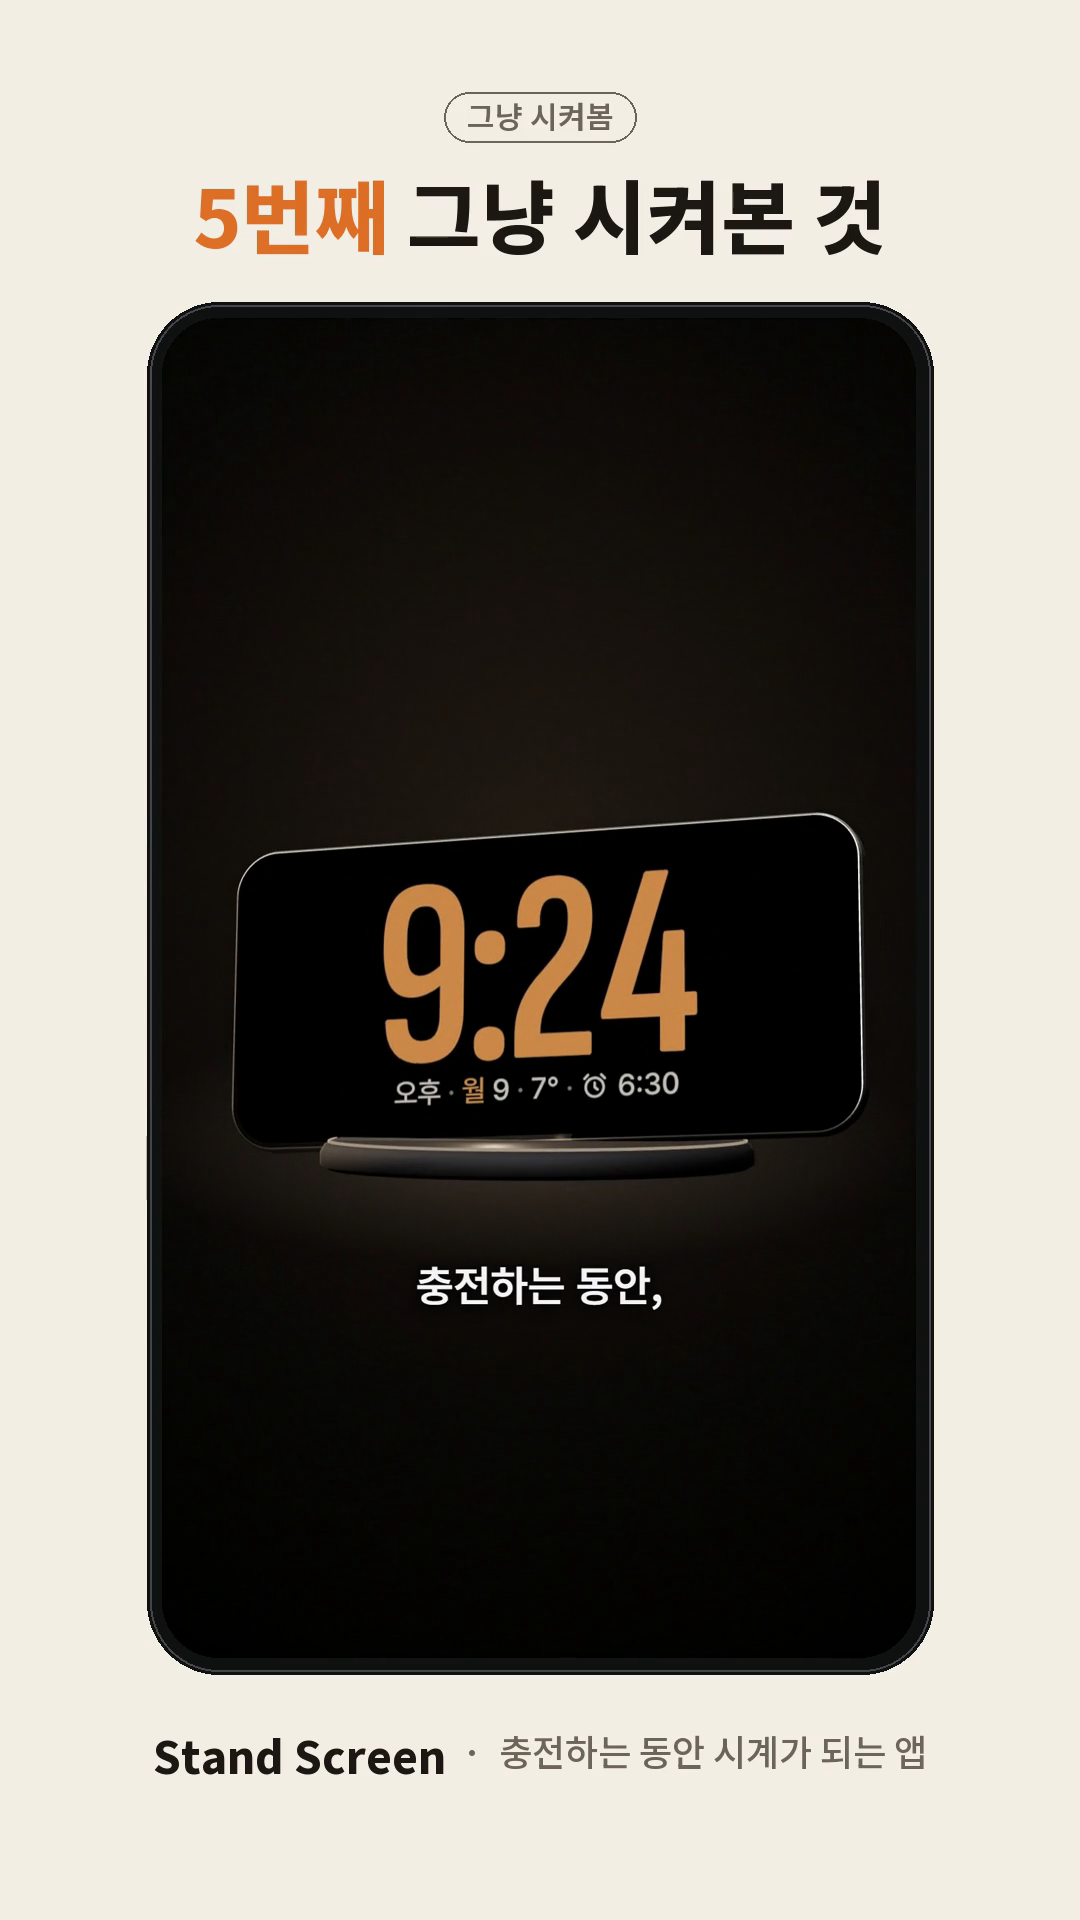 그냥 시켜봄
5번째 그냥 시켜본 것
9:24
오후 · 월 9 · 7° · 6:30
충전하는 동안,
Stand Screen · 충전하는 동안 시계가 되는 앱